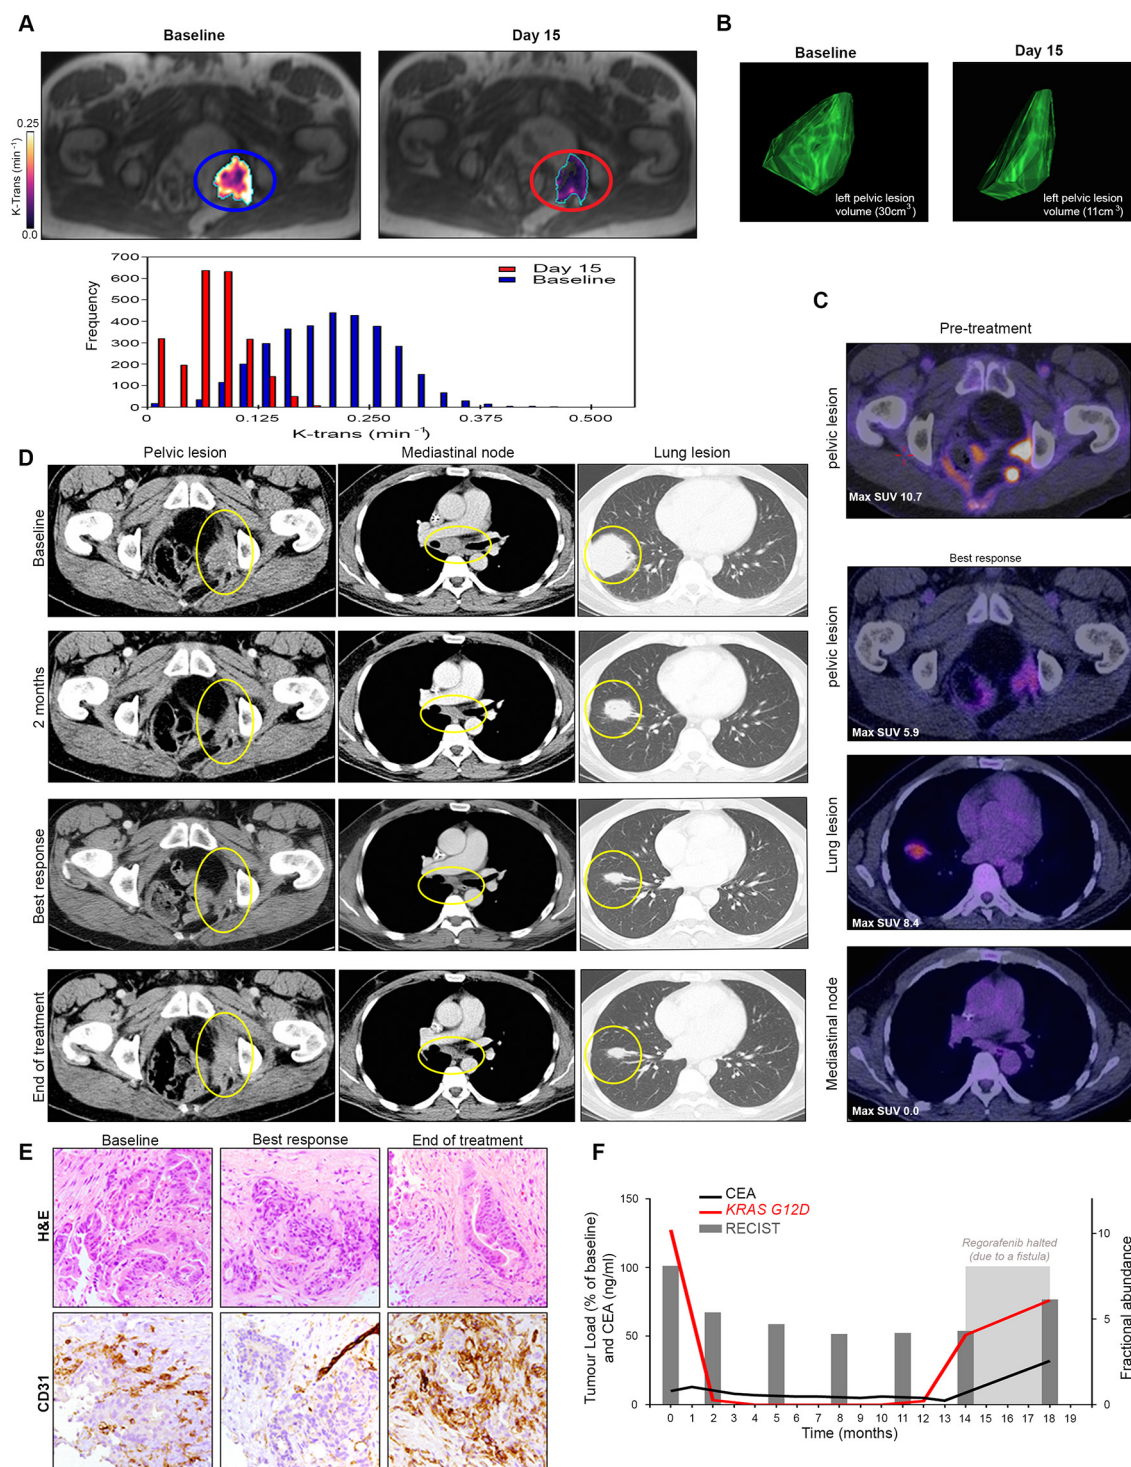 A
Baseline
Day 15
0.25
K-Trans (min⁻¹)
0.0
700
600
500
400
300
200
100
0
Frequency
Day 15
Baseline
0
0.125
0.250
0.375
0.500
K-trans (min⁻¹)
B
Baseline
Day 15
left pelvic lesion
volume (30cm³)
left pelvic lesion
volume (11cm³)
C
Pre-treatment
pelvic lesion
Max SUV 10.7
Best response
pelvic lesion
Max SUV 5.9
Lung lesion
Max SUV 8.4
Mediastinal node
Max SUV 0.0
D
Pelvic lesion
Mediastinal node
Lung lesion
Baseline
2 months
Best response
End of treatment
E
Baseline
Best response
End of treatment
H&E
CD31
F
CEA
KRAS G12D
RECIST
Regorafenib halted
(due to a fistula)
150
100
50
0
Tumour Load (% of baseline)
and CEA (ng/ml)
10
5
0
Fractional abundance
0 1 2 3 4 5 6 7 8 9 10 11 12 13 14 15 16 17 18 19
Time (months)